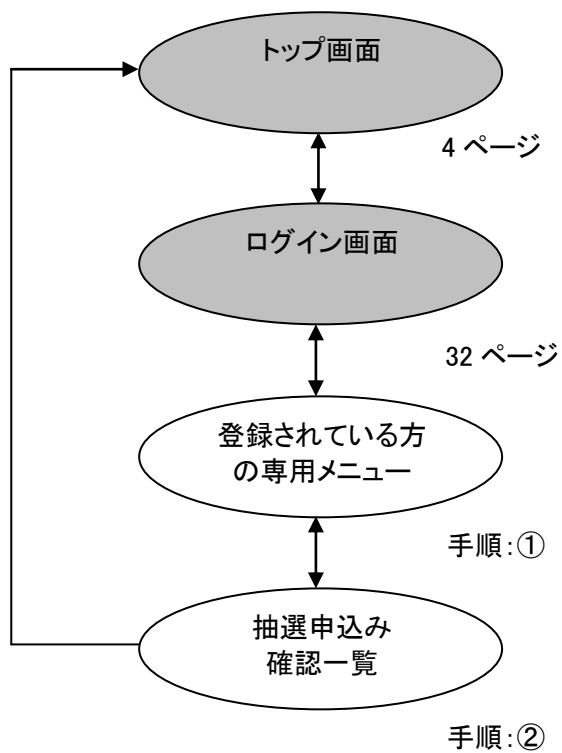 トップ画面
4 ページ
ログイン画面
32 ページ
登録されている方
の専用メニュー
手順:①
抽選申込み
確認一覧
手順:②